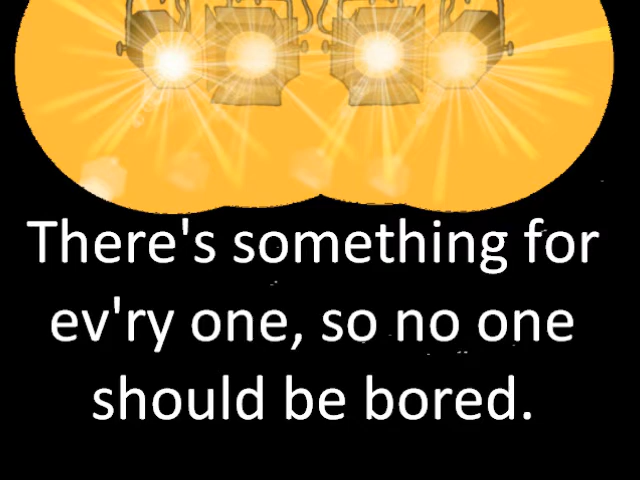 There's something for
ev'ry one, so no one
should be bored.